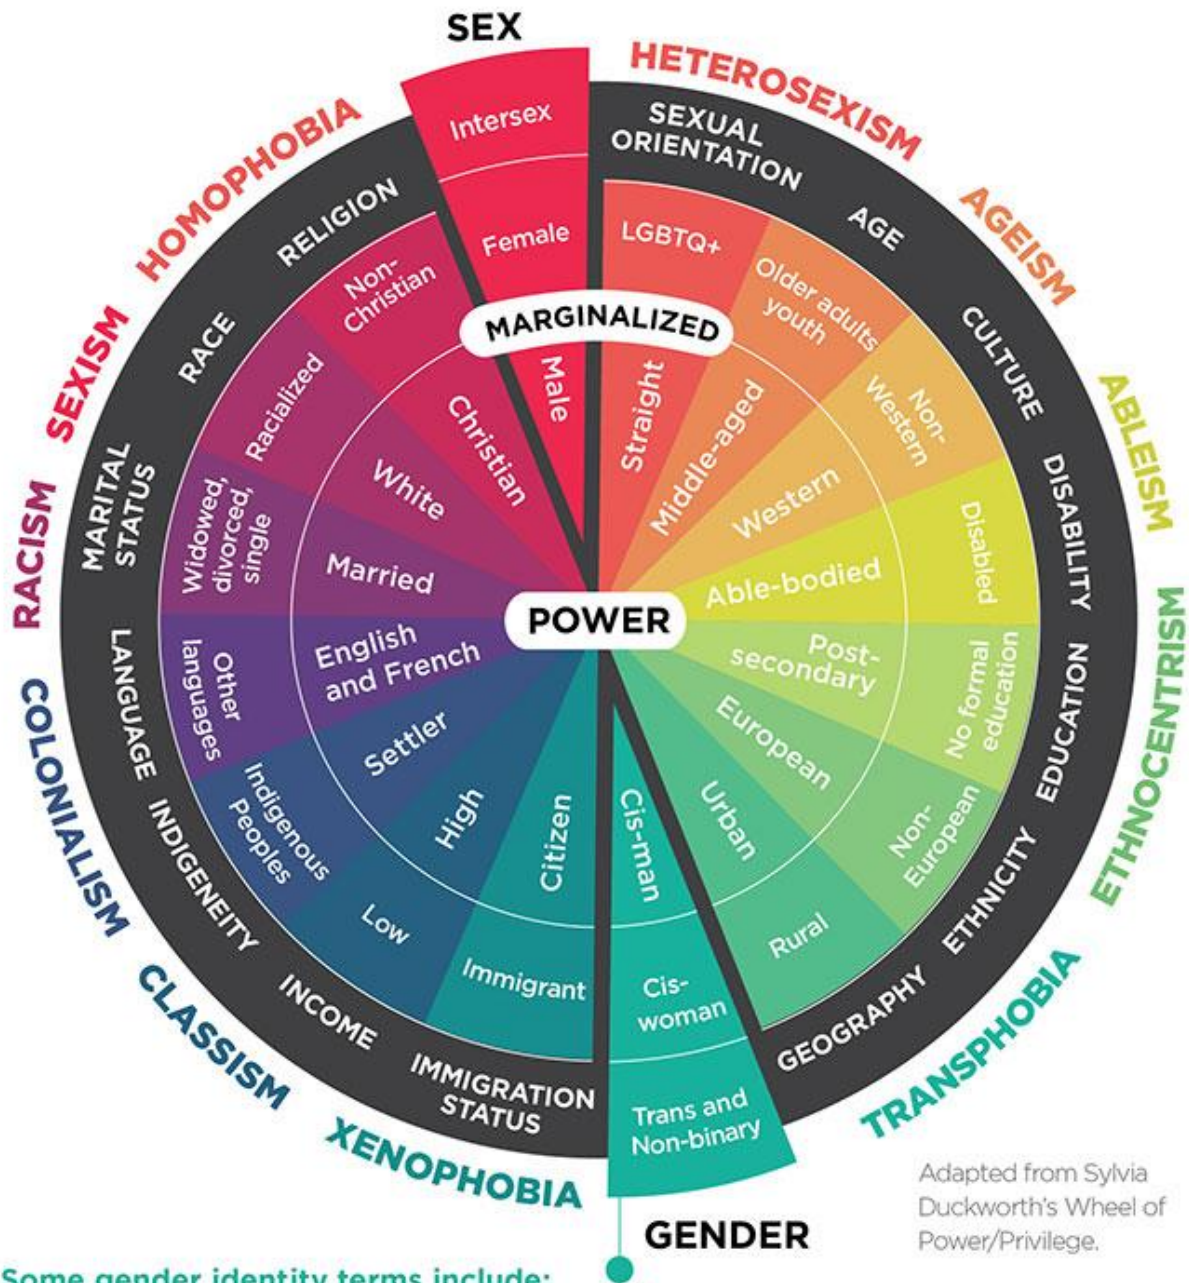 SEX
HETEROSEXISM
AGEISM
ABLEISM
ETHNOCENTRISM
TRANSPHOBIA
XENOPHOBIA
CLASSISM
COLONIALISM
RACISM
SEXISM
HOMOPHOBIA
Intersex
Female
Male
SEXUAL
ORIENTATION
LGBTQ+
Straight
AGE
Older adults
youth
Middle-aged
CULTURE
Non-
Western
Western
DISABILITY
Disabled
Able-bodied
EDUCATION
No formal
education
Post-
secondary
ETHNICITY
Non-
European
European
GEOGRAPHY
Rural
Urban
Cis-man
Cis-
woman
Trans and
Non-binary
GENDER
IMMIGRATION
STATUS
Immigrant
Citizen
INCOME
Low
High
INDIGENEITY
Indigenous
Peoples
Settler
LANGUAGE
Other
languages
English
and French
MARITAL
STATUS
Widowed,
divorced,
single
Married
RACE
Racialized
White
RELIGION
Non-
Christian
Christian
MARGINALIZED
POWER
Adapted from Sylvia
Duckworth's Wheel of
Power/Privilege.
Some gender identity terms include: